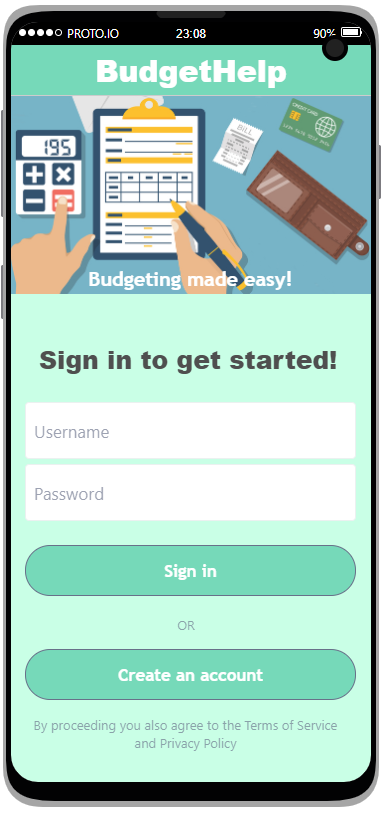 PROTO.IO 23:08 90%
BudgetHelp
195
BILL
CREDIT CARD
Budgeting made easy!
Sign in to get started!
Username
Password
Sign in
OR
Create an account
By proceeding you also agree to the Terms of Service
and Privacy Policy